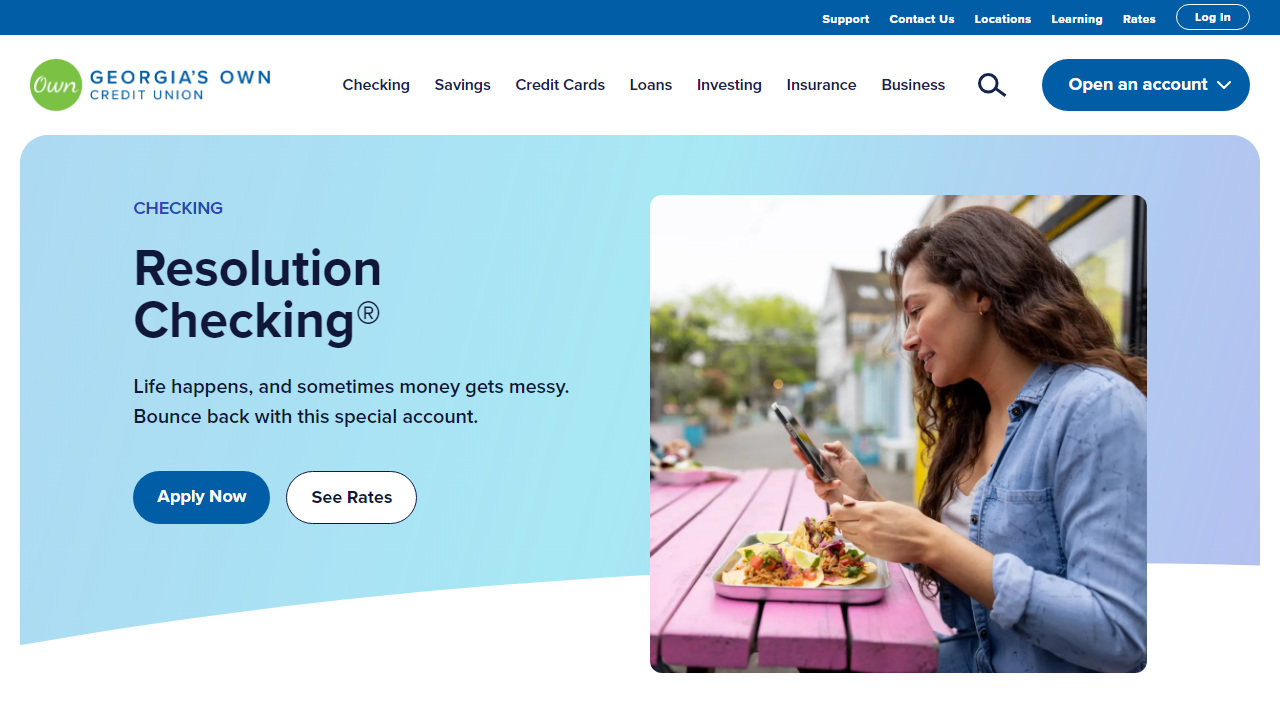 Support Contact Us Locations Learning Rates Log In
Own GEORGIA'S OWN
CREDIT UNION
Checking Savings Credit Cards Loans Investing Insurance Business
Open an account
CHECKING
Resolution
Checking®
Life happens, and sometimes money gets messy.
Bounce back with this special account.
Apply Now See Rates